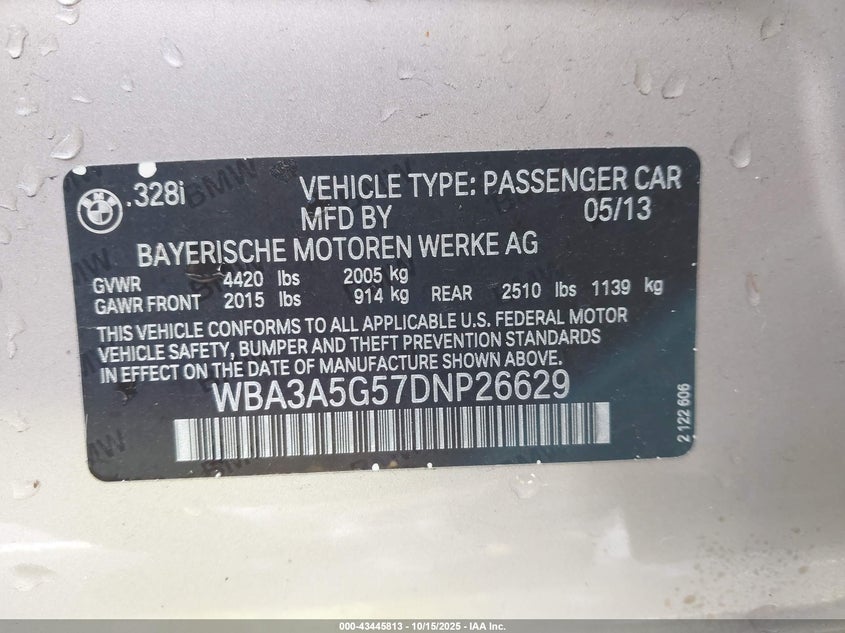 BMW .328i VEHICLE TYPE: PASSENGER CAR
MFD BY 05/13
BAYERISCHE MOTOREN WERKE AG
GVWR 4420 lbs 2005 kg
GAWR FRONT 2015 lbs 914 kg REAR 2510 lbs 1139 kg
THIS VEHICLE CONFORMS TO ALL APPLICABLE U.S. FEDERAL MOTOR
VEHICLE SAFETY, BUMPER AND THEFT PREVENTION STANDARDS
IN EFFECT ON THE DATE OF MANUFACTURE SHOWN ABOVE.
WBA3A5G57DNP26629
2 122 606
000-43445813 - 10/15/2025 - IAA Inc.